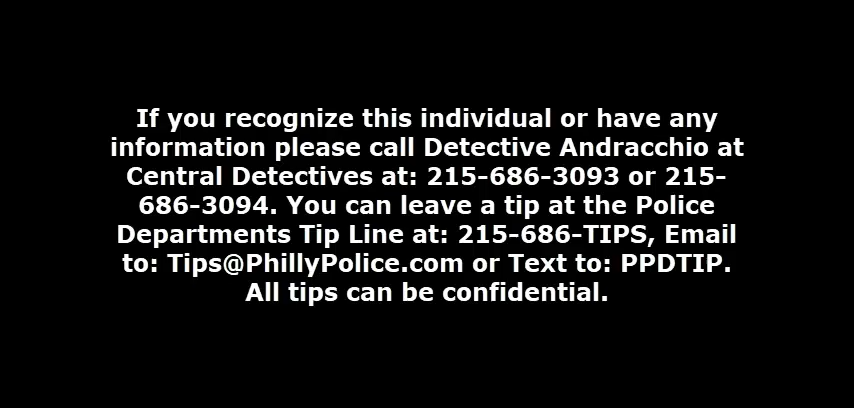 If you recognize this individual or have any
information please call Detective Andracchio at
Central Detectives at: 215-686-3093 or 215-
686-3094. You can leave a tip at the Police
Departments Tip Line at: 215-686-TIPS, Email
to: Tips@PhillyPolice.com or Text to: PPDTIP.
All tips can be confidential.